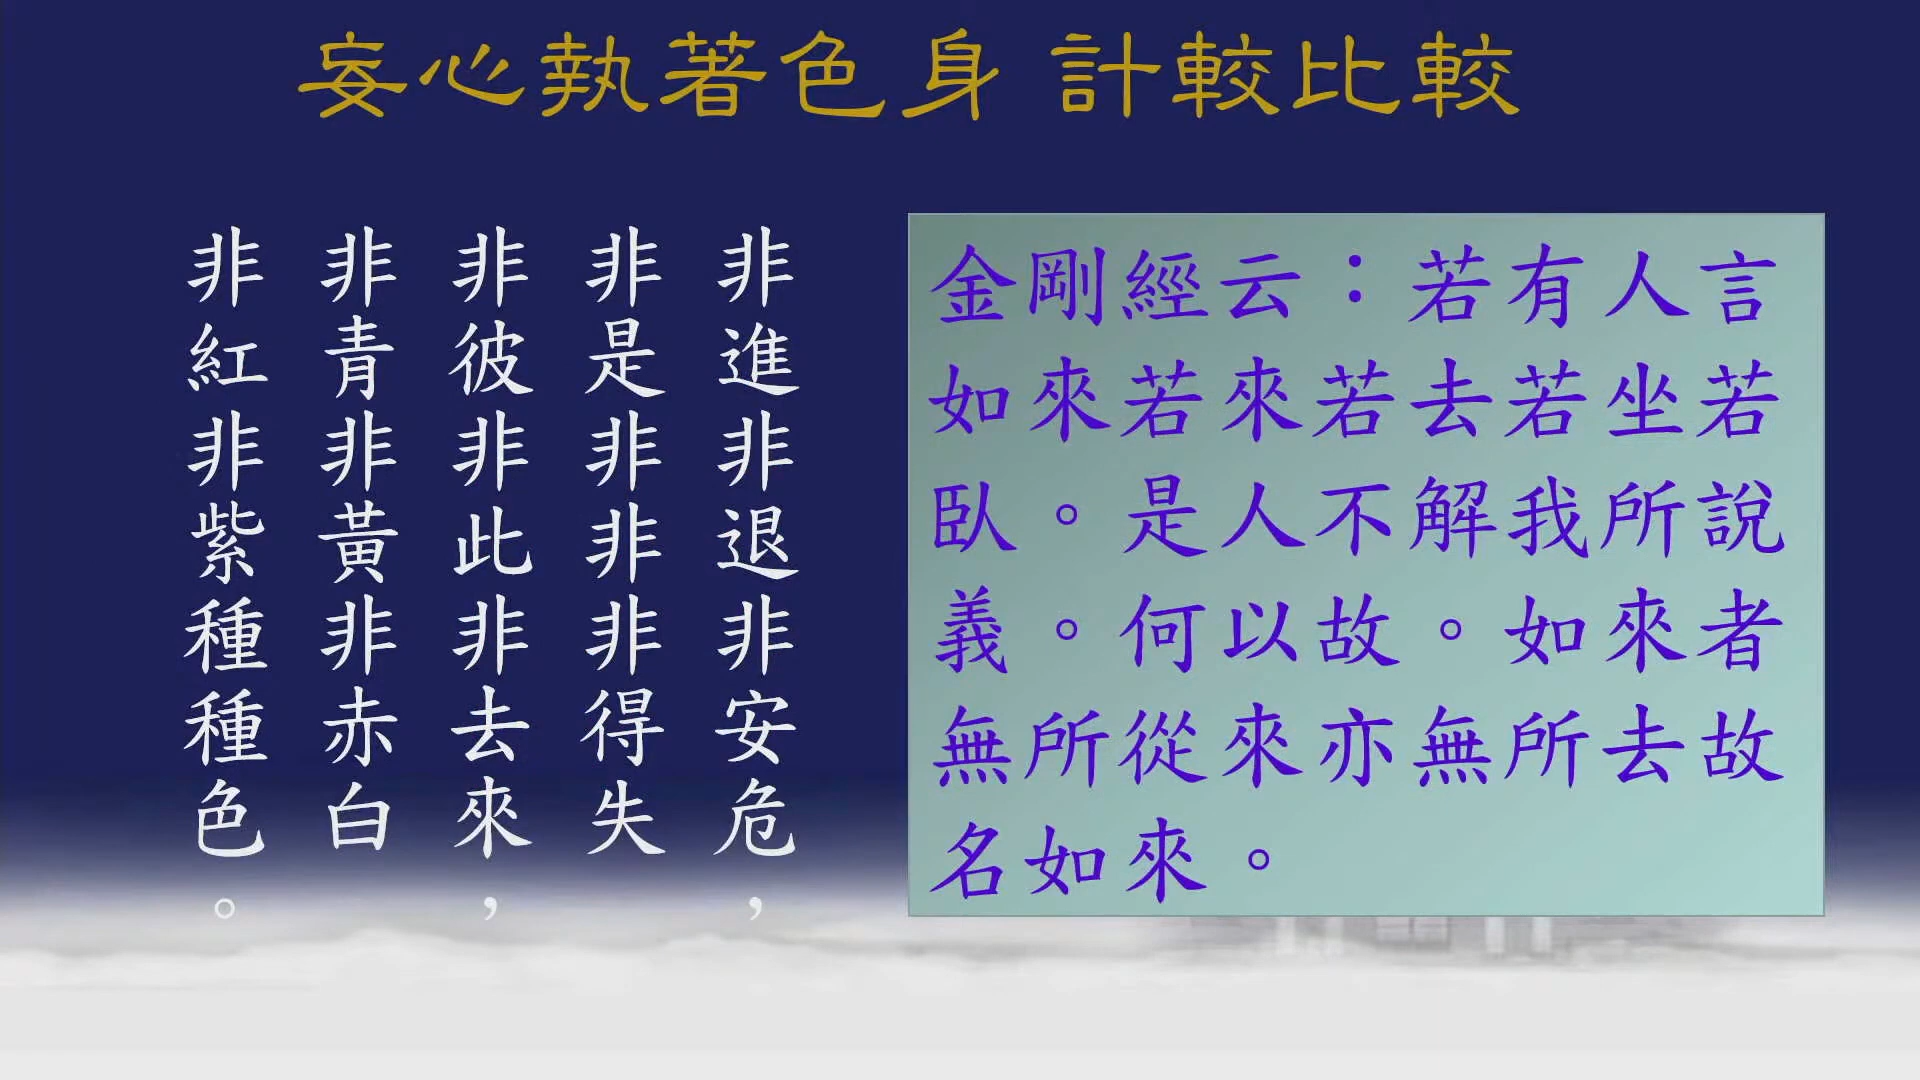 妄心執著色身 計較比較
非進非退非安危，
非是非非非得失
非彼非此非去來，
非青非黃非赤白
非紅非紫種種色。
金剛經云：若有人言
如來若來若去若坐若
臥。是人不解我所說
義。何以故。如來者
無所從來亦無所去故
名如來。